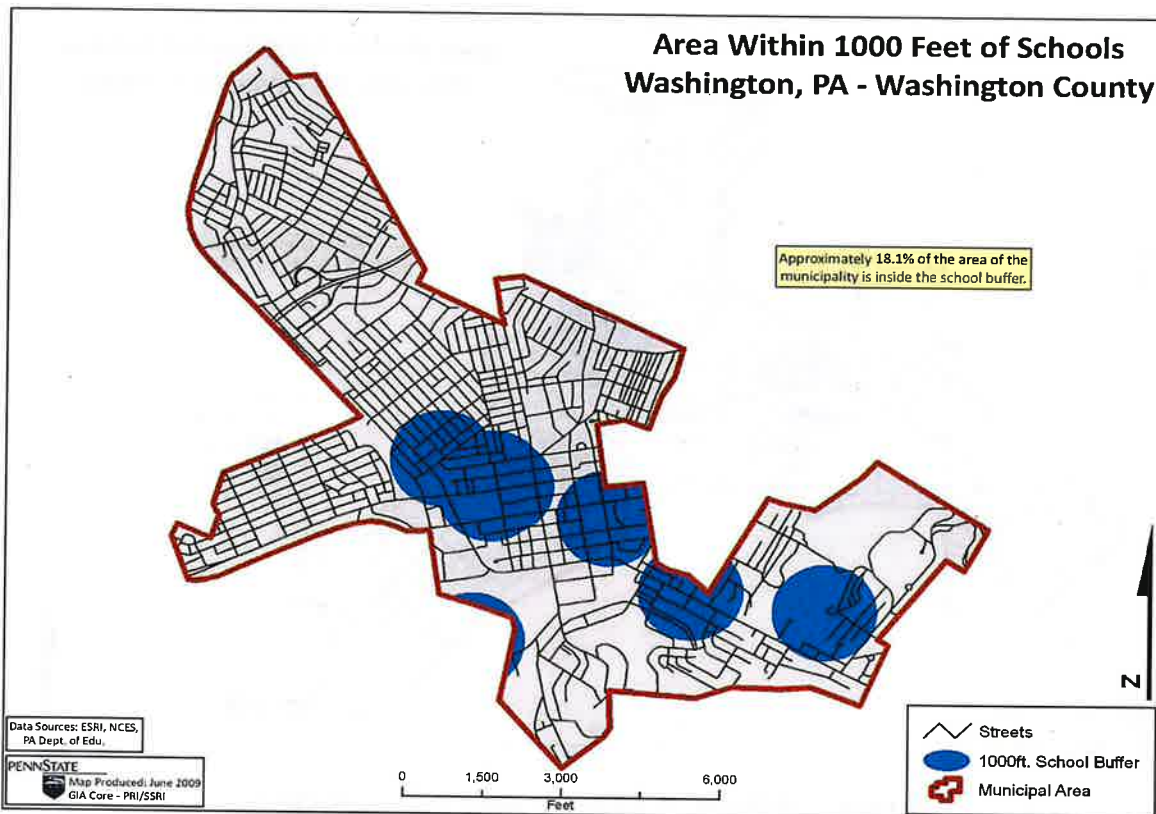 Area Within 1000 Feet of Schools
Washington, PA - Washington County
Approximately 18.1% of the area of the
municipality is inside the school buffer.
Data Sources: ESRI, NCES,
PA Dept. of Edu.
PENNSTATE
Map Produced: June 2009
GIA Core - PRI/SSRI
0 1,500 3,000 6,000
Feet
N
Streets
1000ft. School Buffer
Municipal Area